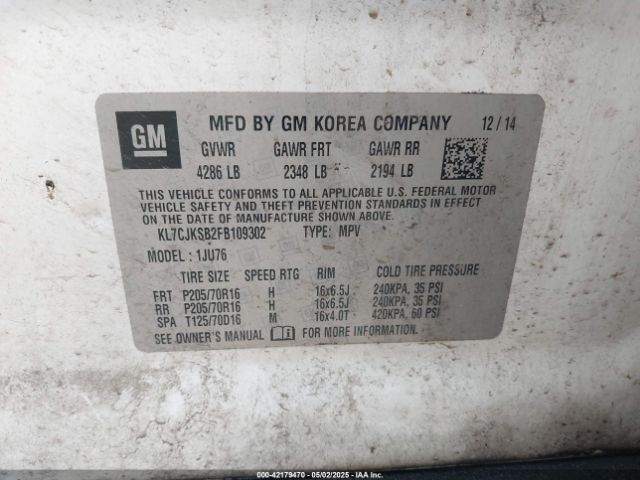 GM MFD BY GM KOREA COMPANY 12/14
GVWR GAWR FRT GAWR RR
4286 LB 2348 LB 2194 LB
THIS VEHICLE CONFORMS TO ALL APPLICABLE U.S. FEDERAL MOTOR
VEHICLE SAFETY AND THEFT PREVENTION STANDARDS IN EFFECT ON
THE DATE OF MANUFACTURE SHOWN ABOVE.
KL7CJKSB2FB109302 TYPE: MPV
MODEL: 1JU76
TIRE SIZE SPEED RTG RIM COLD TIRE PRESSURE
FRT P205/70R16 H 16x6.5J 240KPA, 35 PSI
RR P205/70R16 H 16x6.5J 240KPA, 35 PSI
SPA T125/70D16 M 16x4.0T 420KPA, 60 PSI
SEE OWNER'S MANUAL FOR MORE INFORMATION.
000-42179470 - 05/02/2025 - Copyright © IAA, LLC.